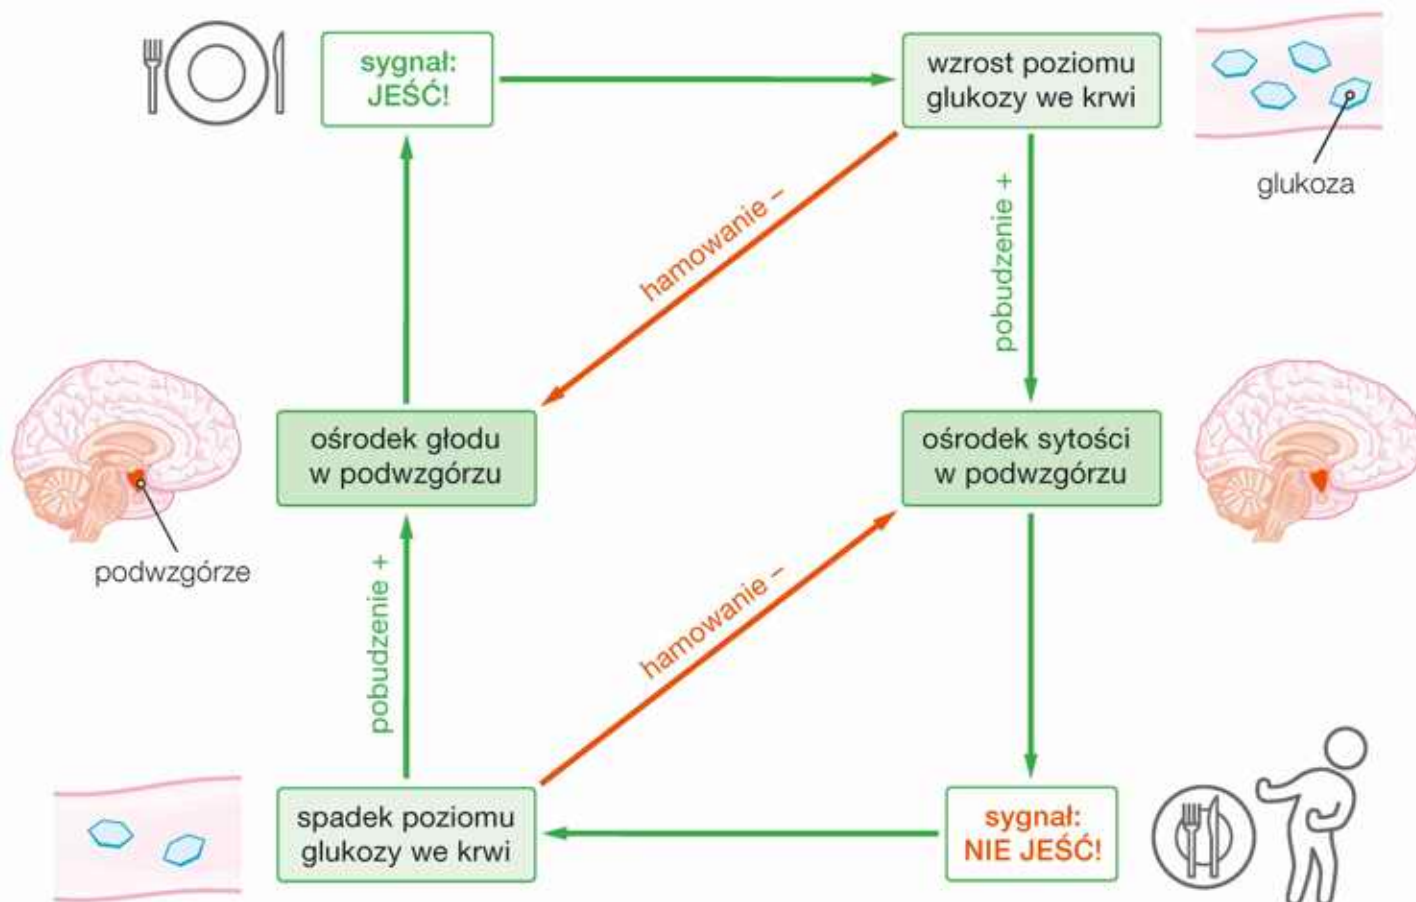 sygnał:
JEŚĆ!
wzrost poziomu
glukozy we krwi
glukoza
hamowanie –
pobudzenie +
ośrodek głodu
w podwzgórzu
ośrodek sytości
w podwzgórzu
podwzgórze
pobudzenie +
hamowanie –
spadek poziomu
glukozy we krwi
sygnał:
NIE JEŚĆ!